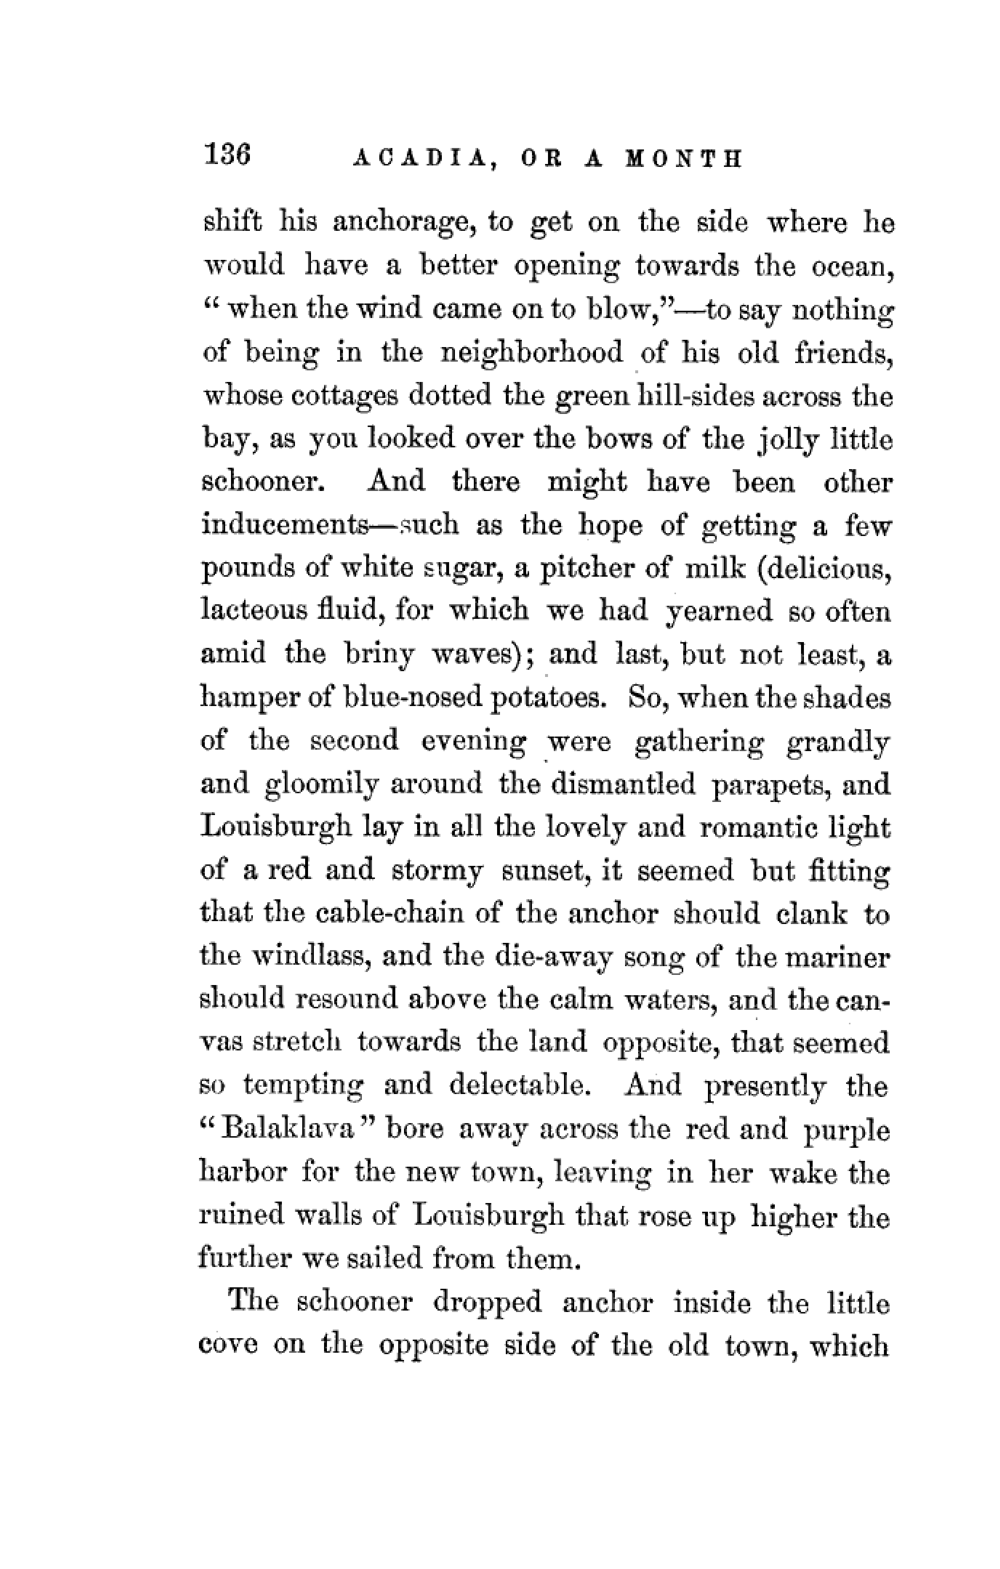 136 ACADIA, OR A MONTH
shift his anchorage, to get on the side where he
would have a better opening towards the ocean,
“ when the wind came on to blow,”—to say nothing
of being in the neighborhood of his old friends,
whose cottages dotted the green hill-sides across the
bay, as you looked over the bows of the jolly little
schooner. And there might have been other
inducements—such as the hope of getting a few
pounds of white sugar, a pitcher of milk (delicious,
lacteous fluid, for which we had yearned so often
amid the briny waves); and last, but not least, a
hamper of blue-nosed potatoes. So, when the shades
of the second evening were gathering grandly
and gloomily around the dismantled parapets, and
Louisburgh lay in all the lovely and romantic light
of a red and stormy sunset, it seemed but fitting
that the cable-chain of the anchor should clank to
the windlass, and the die-away song of the mariner
should resound above the calm waters, and the can-
vas stretch towards the land opposite, that seemed
so tempting and delectable. And presently the
“ Balaklava ” bore away across the red and purple
harbor for the new town, leaving in her wake the
ruined walls of Louisburgh that rose up higher the
further we sailed from them.
The schooner dropped anchor inside the little
cove on the opposite side of the old town, which